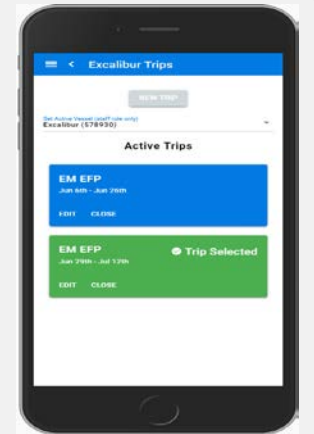 Excalibur Trips
NEW TRIP
Set Active Vessel (staff role only)
Excalibur (578930)
Active Trips
EM EFP
Jun 6th - Jun 26th
EDIT CLOSE
EM EFP
Trip Selected
Jun 29th - Jul 12th
EDIT CLOSE